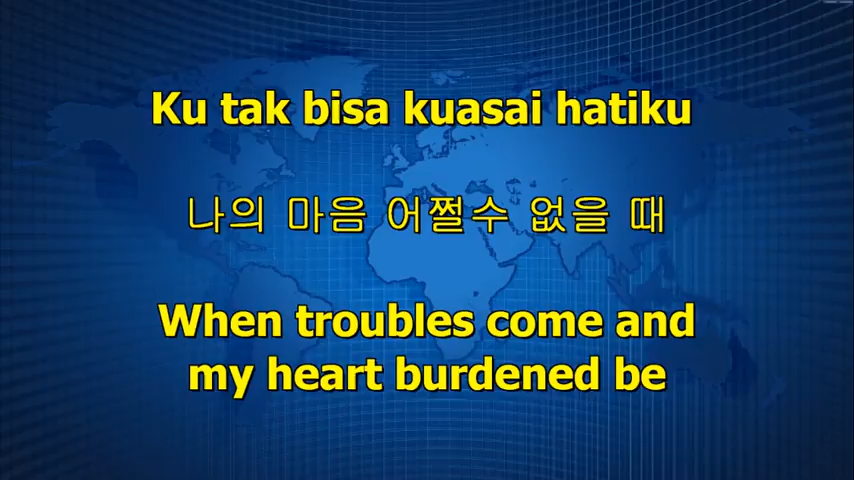 Ku tak bisa kuasai hatiku
나의 마음 어쩔수 없을 때
When troubles come and
my heart burdened be